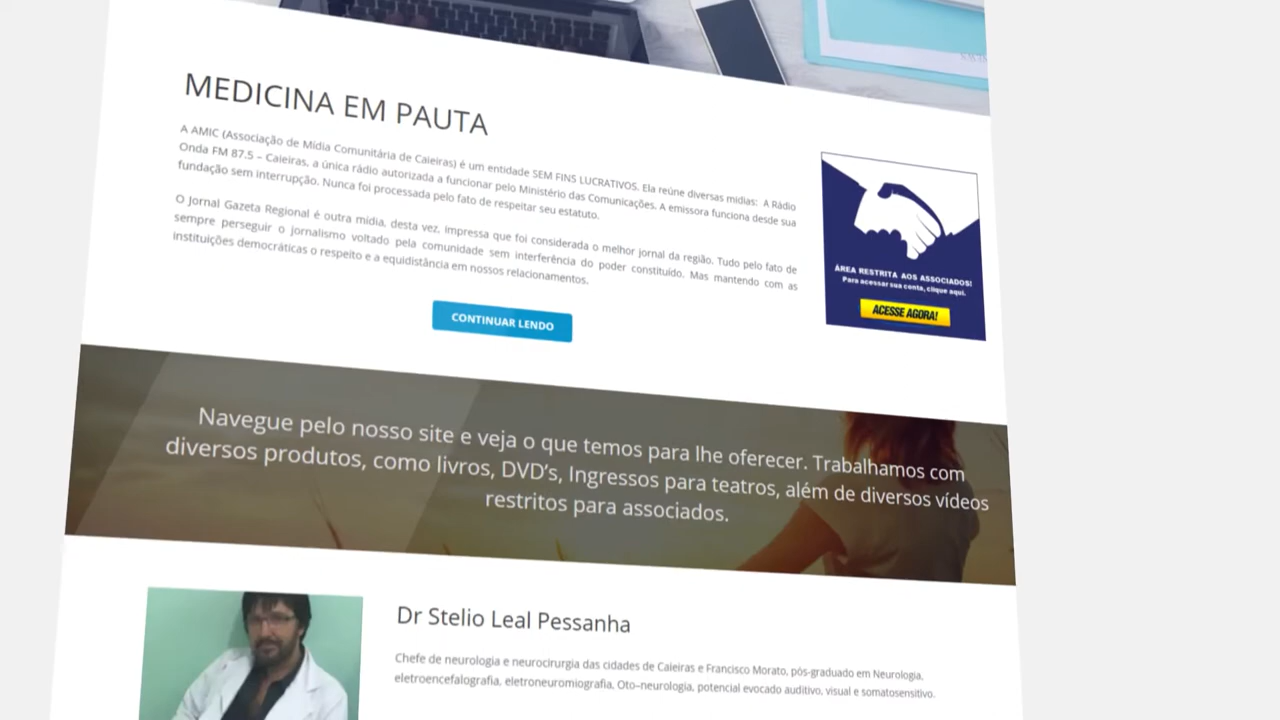 MEDICINA EM PAUTA
A AMIC (Associação de Mídia Comunitária de Caieiras) é um entidade SEM FINS LUCRATIVOS. Ela reúne diversas mídias: A Rádio
Onda FM 87.5 – Caieiras, a única rádio autorizada a funcionar pelo Ministério das Comunicações. A emissora funciona desde sua
fundação sem interrupção. Nunca foi processada pelo fato de respeitar seu estatuto.
O Jornal Gazeta Regional é outra mídia, desta vez, impressa que foi considerada o melhor jornal da região. Tudo pelo fato de
sempre perseguir o jornalismo voltado pela comunidade sem interferência do poder constituído. Mas mantendo com as
instituições democráticas o respeito e a equidistância em nossos relacionamentos.
CONTINUAR LENDO
ÁREA RESTRITA AOS ASSOCIADOS!
Para acessar sua conta, clique aqui.
ACESSE AGORA!
Navegue pelo nosso site e veja o que temos para lhe oferecer. Trabalhamos com
diversos produtos, como livros, DVD’s, Ingressos para teatros, além de diversos vídeos
restritos para associados.
Dr Stelio Leal Pessanha
Chefe de neurologia e neurocirurgia das cidades de Caieiras e Francisco Morato, pós-graduado em Neurologia,
eletroencefalografia, eletroneuromiografia, Oto–neurologia, potencial evocado auditivo, visual e somatosensitivo.